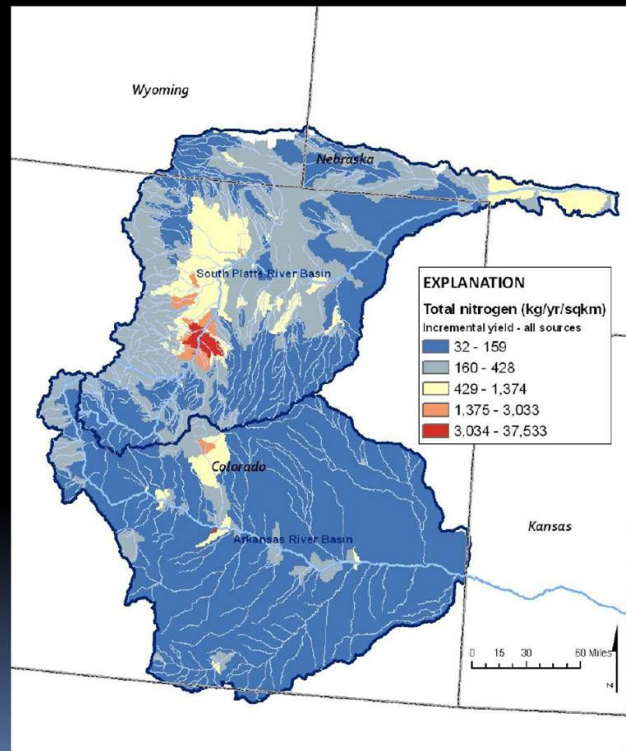 Wyoming
Nebraska
South Platte River Basin
EXPLANATION
Total nitrogen (kg/yr/sqkm)
Incremental yield - all sources
32 - 159
160 - 428
429 - 1,374
1,375 - 3,033
3,034 - 37,533
Colorado
Kansas
Arkansas River Basin
0 15 30 60 Miles
N